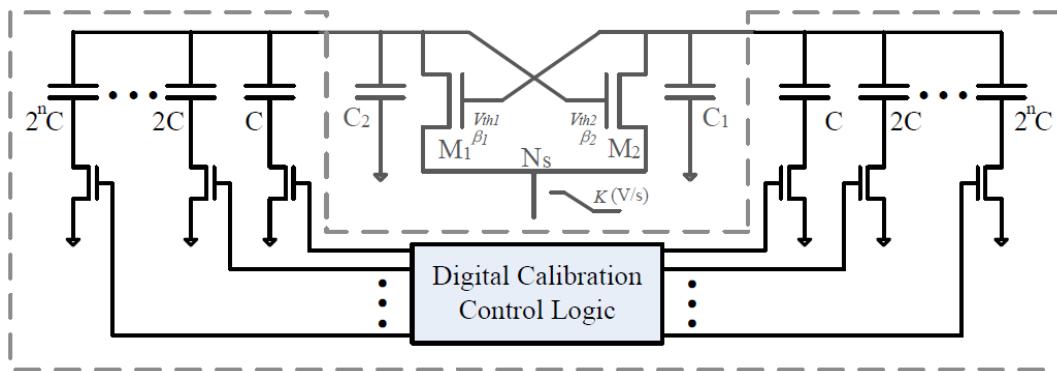 2ⁿC
2C
C
C₂
Vth1
β₁
M₁
Vth2
β₂
M₂
C₁
Ns
K (V/s)
C
2C
2ⁿC
Digital Calibration
Control Logic